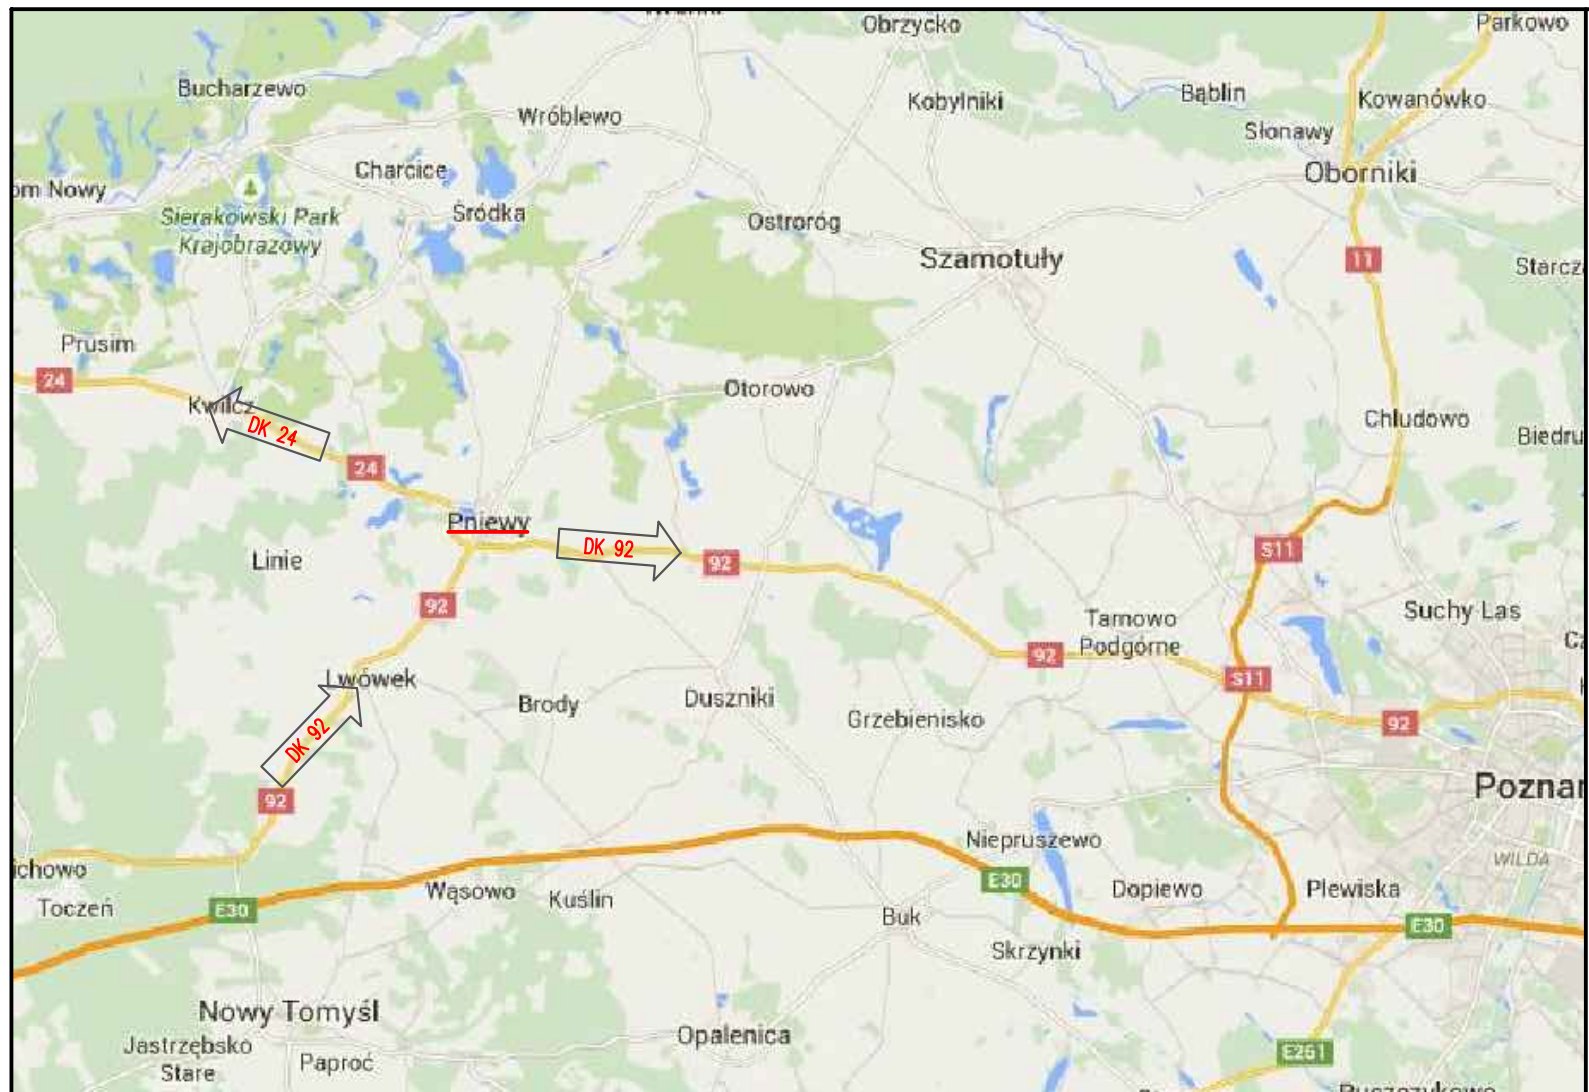 Obrzycko
Parkowo
Bucharzewo
Wróblewo
Kobylniki
Bąblin
Kowanówko
Słonawy
Charcice
Oborniki
om Nowy
Sierakowski Park
Krajobrazowy
Śródka
Ostroróg
Szamotuły
11
Starcz
Prusim
24
Kwilcz
DK 24
Otorowo
Chludowo
Biedru
24
Pniewy
DK 92
S11
Linie
92
92
Suchy Las
Tarnowo
Podgórne
92
S11
Lwówek
Brody
Duszniki
Grzebienisko
92
DK 92
92
Poznań
Niepruszewo
WILDA
ichowo
E30
Wąsowo
Kuślin
Dopiewo
Plewiska
Toczeń
E30
Buk
E30
Skrzynki
Nowy Tomyśl
Opalenica
Jastrzębsko
Stare
Paproć
E261